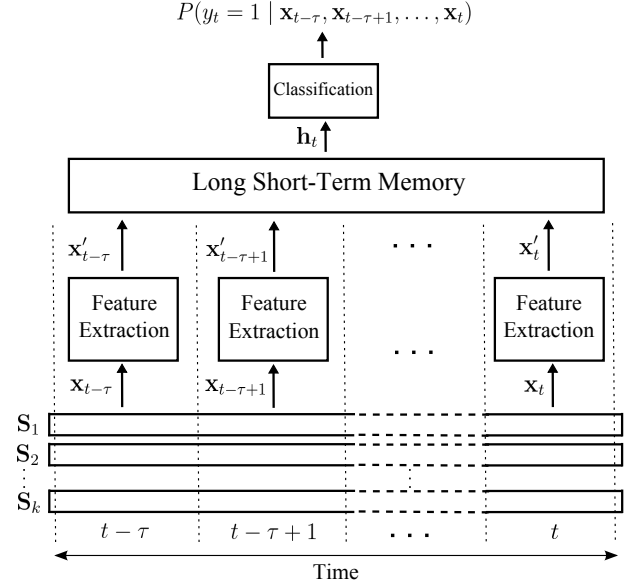 P(y_t = 1 | x_{t−τ}, x_{t−τ+1}, . . . , x_t)
Classification
h_t
Long Short-Term Memory
x′_{t−τ} x′_{t−τ+1} . . . x′_t
Feature Extraction Feature Extraction . . . Feature Extraction
x_{t−τ} x_{t−τ+1} x_t
S_1
S_2
S_k
t − τ t − τ + 1 . . . t
Time